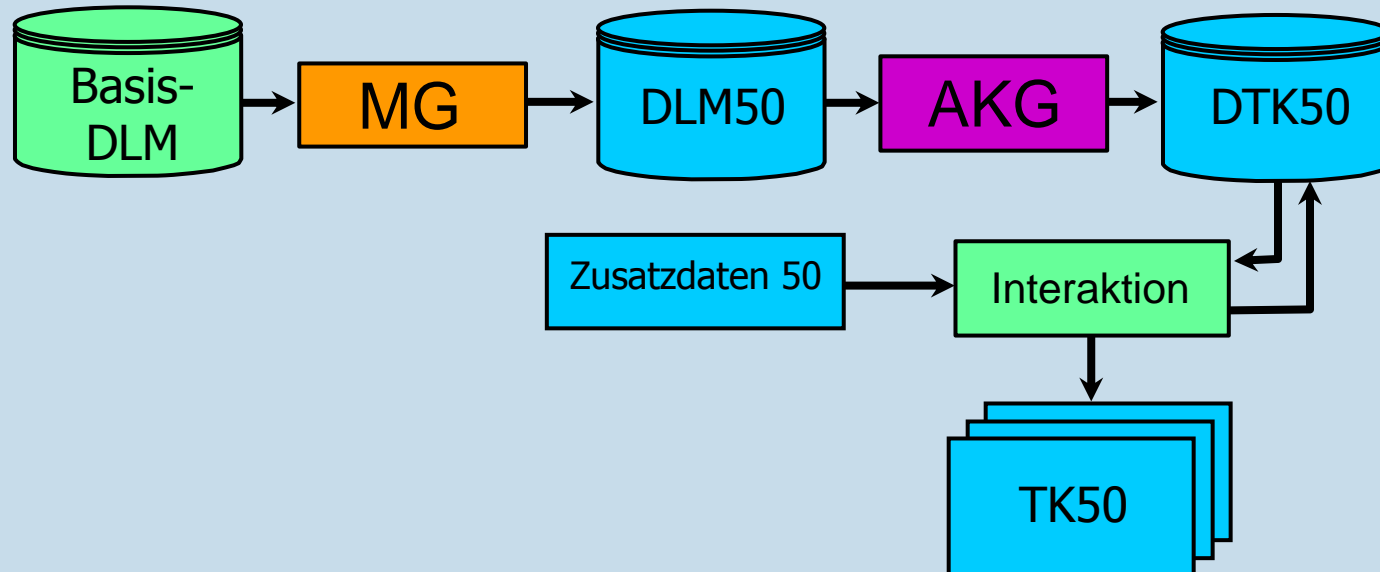 Basis-
DLM
MG
DLM50
AKG
DTK50
Zusatzdaten 50
Interaktion
TK50